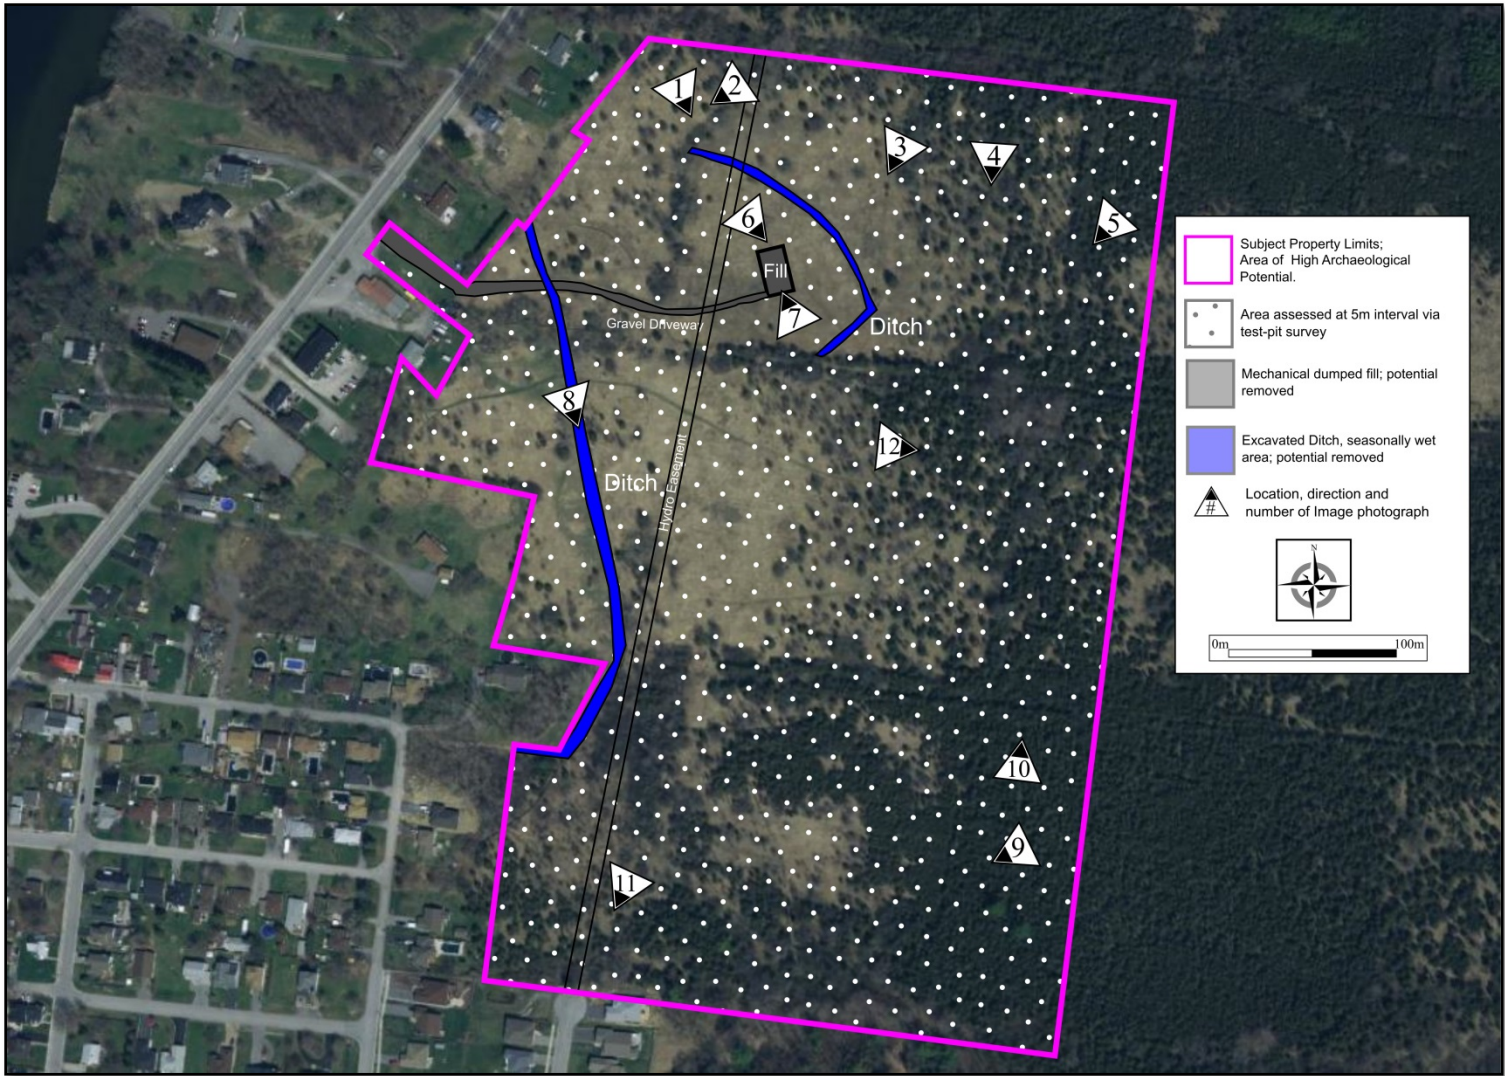 1
2
3
4
5
6
Fill
7
Gravel Driveway
Ditch
8
12
Ditch
Hydro Easement
10
9
11
Subject Property Limits;
Area of High Archaeological
Potential.
Area assessed at 5m interval via
test-pit survey
Mechanical dumped fill; potential
removed
Excavated Ditch, seasonally wet
area; potential removed
#
Location, direction and
number of Image photograph
N
0m 100m